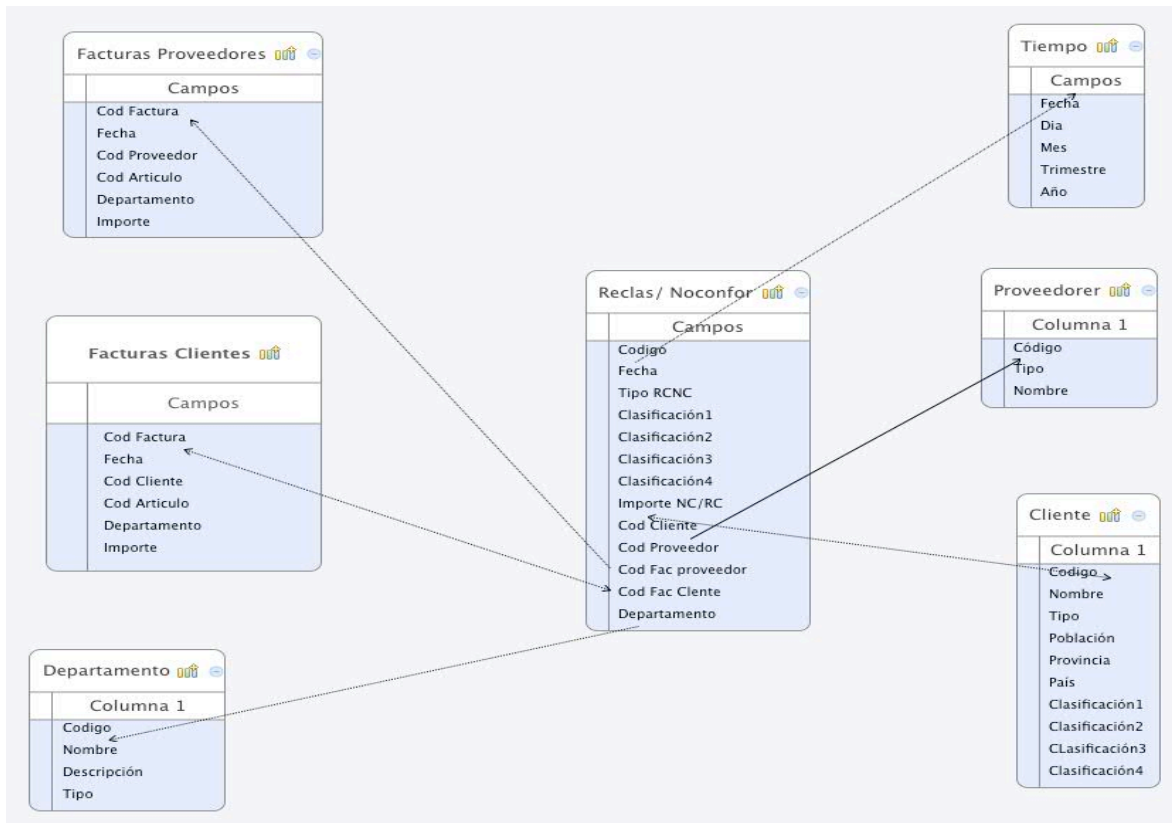 Facturas Proveedores
Campos
Cod Factura
Fecha
Cod Proveedor
Cod Articulo
Departamento
Importe
Facturas Clientes
Campos
Cod Factura
Fecha
Cod Cliente
Cod Articulo
Departamento
Importe
Departamento
Columna 1
Codigo
Nombre
Descripción
Tipo
Reclas/ Noconfor
Campos
Codigo
Fecha
Tipo RCNC
Clasificación1
Clasificación2
Clasificación3
Clasificación4
Importe NC/RC
Cod Cliente
Cod Proveedor
Cod Fac proveedor
Cod Fac Clente
Departamento
Tiempo
Campos
Fecha
Dia
Mes
Trimestre
Año
Proveedorer
Columna 1
Código
Tipo
Nombre
Cliente
Columna 1
Codigo
Nombre
Tipo
Población
Provincia
País
Clasificación1
Clasificación2
CLasificación3
Clasificación4